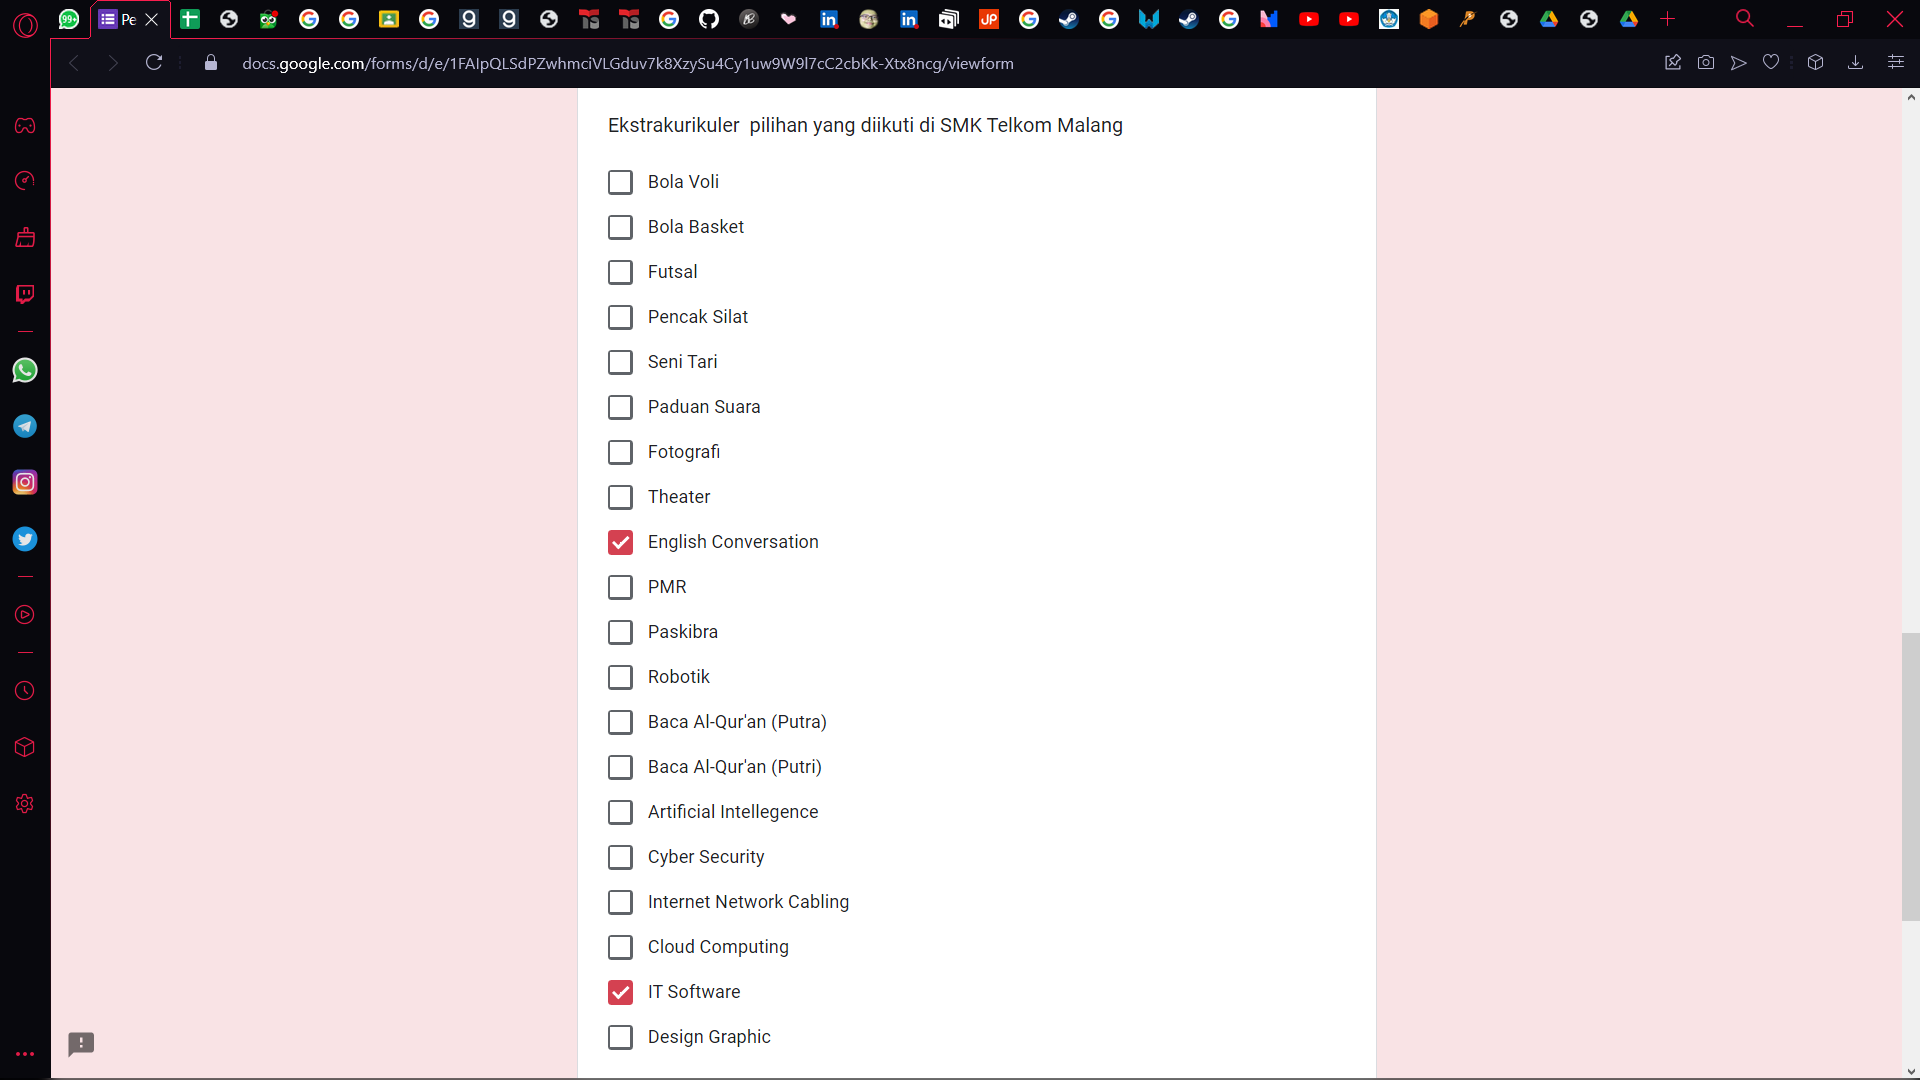 99+
Pe
docs.google.com/forms/d/e/1FAIpQLSdPZwhmciVLGduv7k8XzySu4Cy1uw9W9l7cC2cbKk-Xtx8ncg/viewform
Ekstrakurikuler  pilihan yang diikuti di SMK Telkom Malang
Bola Voli
Bola Basket
Futsal
Pencak Silat
Seni Tari
Paduan Suara
Fotografi
Theater
English Conversation
PMR
Paskibra
Robotik
Baca Al-Qur'an (Putra)
Baca Al-Qur'an (Putri)
Artificial Intellegence
Cyber Security
Internet Network Cabling
Cloud Computing
IT Software
Design Graphic